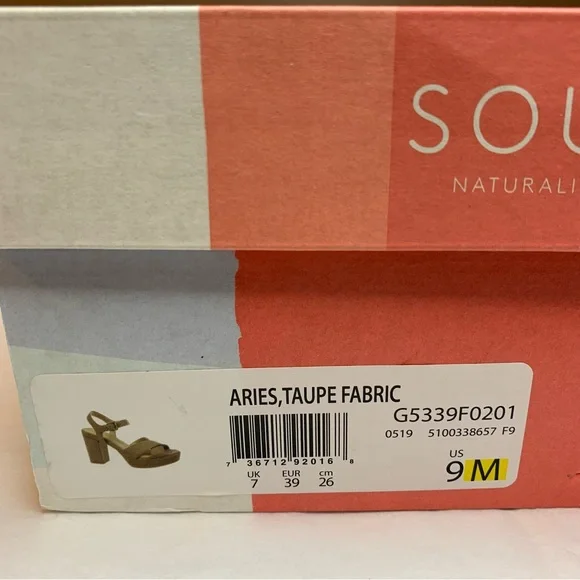 SOU
NATURALI
ARIES,TAUPE FABRIC
G5339F0201
0519 5100338657 F9
7 36712 92016 8
UK EUR cm
7 39 26
US
9 M